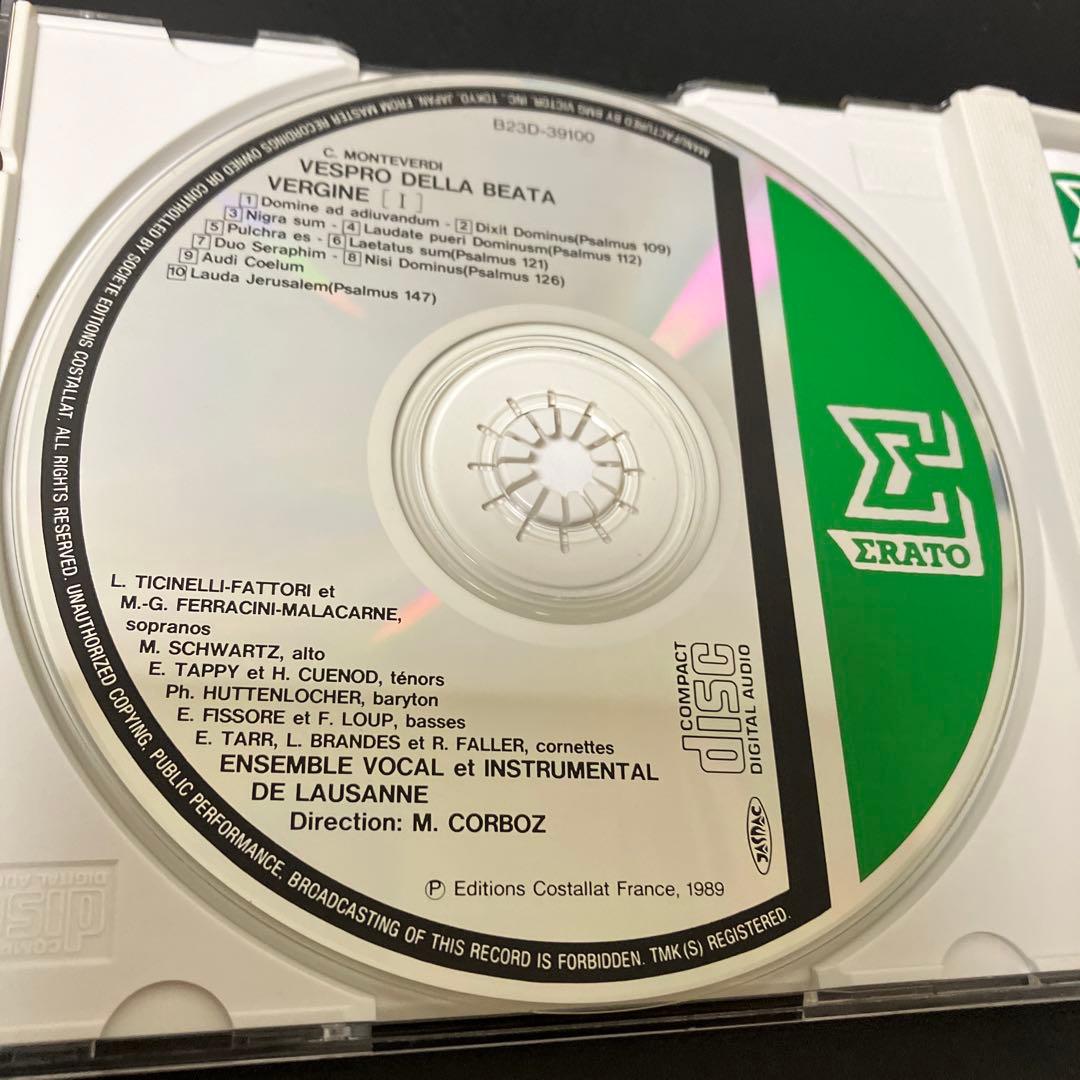 B23D-39100
C. MONTEVERDI
VESPRO DELLA BEATA
VERGINE [ I ]
1 Domine ad adiuvandum - 2 Dixit Dominus(Psalmus 109)
3 Nigra sum - 4 Laudate pueri Dominusm(Psalmus 112)
5 Pulchra es - 6 Laetatus sum(Psalmus 121)
7 Duo Seraphim - 8 Nisi Dominus(Psalmus 126)
9 Audi Coelum
10 Lauda Jerusalem(Psalmus 147)
ΣRATO
L. TICINELLI-FATTORI et
M.-G. FERRACINI-MALACARNE,
sopranos
M. SCHWARTZ, alto
E. TAPPY et H. CUENOD, ténors
Ph. HUTTENLOCHER, baryton
E. FISSORE et F. LOUP, basses
E. TARR, L. BRANDES et R. FALLER, cornettes
ENSEMBLE VOCAL et INSTRUMENTAL
DE LAUSANNE
Direction: M. CORBOZ
COMPACT
disc
DIGITAL AUDIO
JASRAC
Ⓟ Editions Costallat France, 1989
MANUFACTURED BY BMG VICTOR, INC., TOKYO, JAPAN. FROM MASTER RECORDINGS OWNED OR CONTROLLED BY SOCIETE EDITIONS COSTALLAT. ALL RIGHTS RESERVED. UNAUTHORIZED COPYING, PUBLIC PERFORMANCE, BROADCASTING OF THIS RECORD IS FORBIDDEN. TMK(S) REGISTERED.